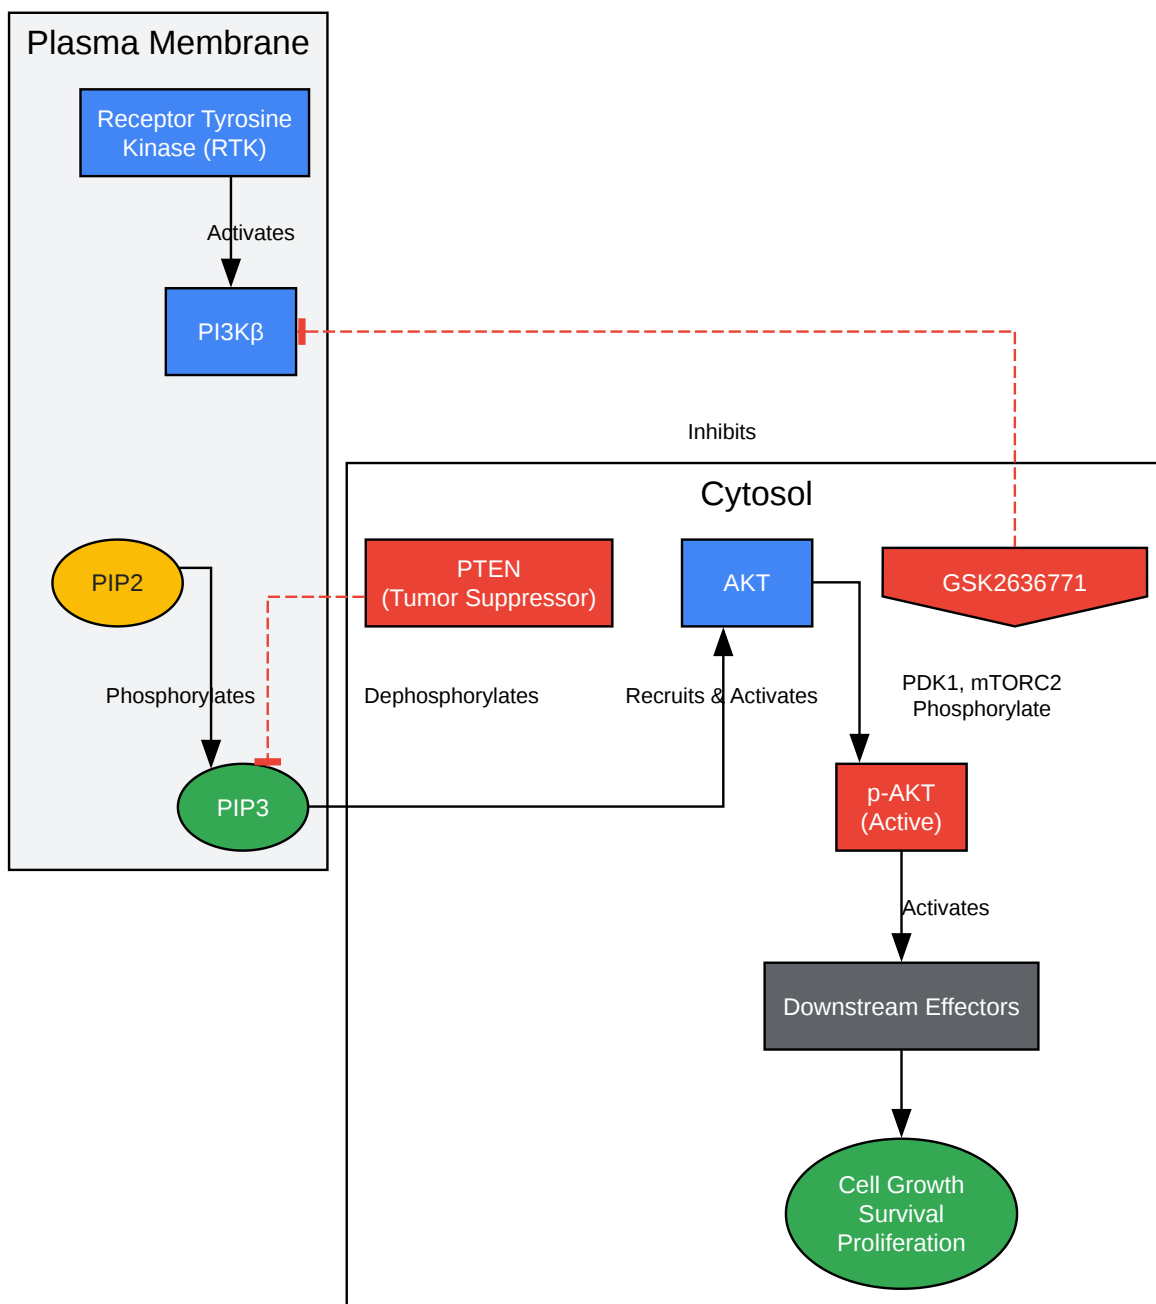 Plasma Membrane
Receptor Tyrosine
Kinase (RTK)
Activates
PI3Kβ
Inhibits
Cytosol
PIP2
PTEN
(Tumor Suppressor)
AKT
GSK2636771
Phosphorylates
Dephosphorylates
Recruits & Activates
PDK1, mTORC2
Phosphorylate
PIP3
p-AKT
(Active)
Activates
Downstream Effectors
Cell Growth
Survival
Proliferation